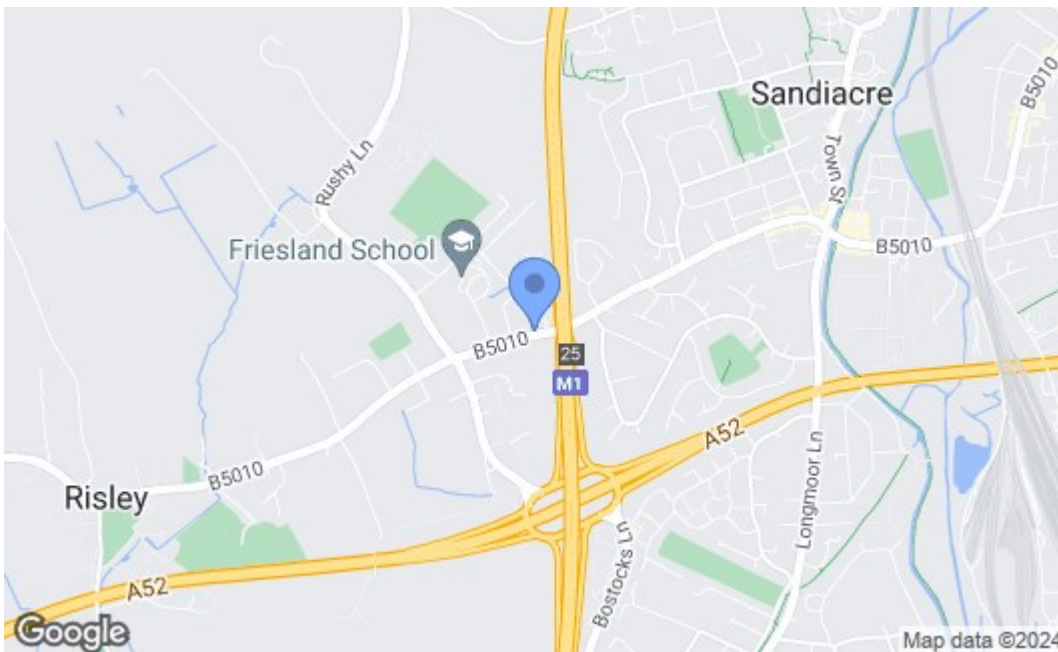 Sandiacre
B5010
Rushy Ln
Town St
Friesland School
B5010
B5010
25
M1
A52
Longmoor Ln
B5010
Risley
Bostocks Ln
A52
Google
Map data ©2024